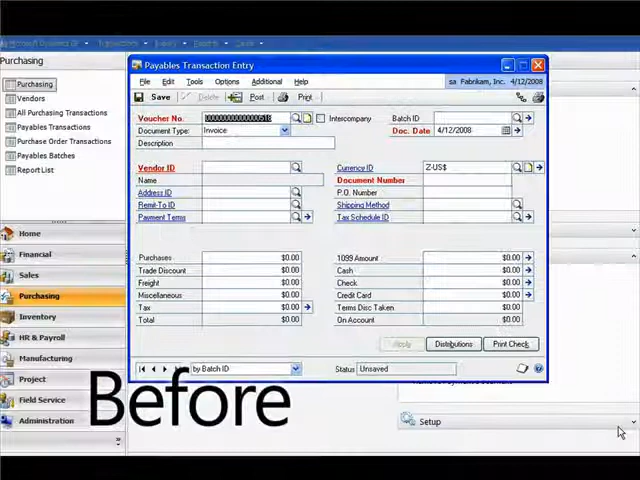 Purchasing
Payables Transaction Entry
File Edit Tools Options Additional Help
sa Fabrikam, Inc. 4/12/2008
Save Delete Post Print
Purchasing
Vendors
All Purchasing Transactions
Payables Transactions
Purchase Order Transactions
Payables Batches
Report List
Home
Financial
Sales
Purchasing
Inventory
HR & Payroll
Manufacturing
Project
Field Service
Administration
Voucher No.
Intercompany
Batch ID
Document Type: Invoice
Doc. Date 4/12/2008
Description
Vendor ID
Currency ID Z-US$
Name
Document Number
Address ID
P.O. Number
Remit-To ID
Shipping Method
Payment Terms
Tax Schedule ID
Purchases $0.00
1099 Amount $0.00
Trade Discount $0.00
Cash $0.00
Freight $0.00
Check $0.00
Miscellaneous $0.00
Credit Card $0.00
Tax $0.00
Terms Disc Taken $0.00
Total $0.00
On Account $0.00
Apply Distributions Print Check
by Batch ID
Status Unsaved
Before
Setup